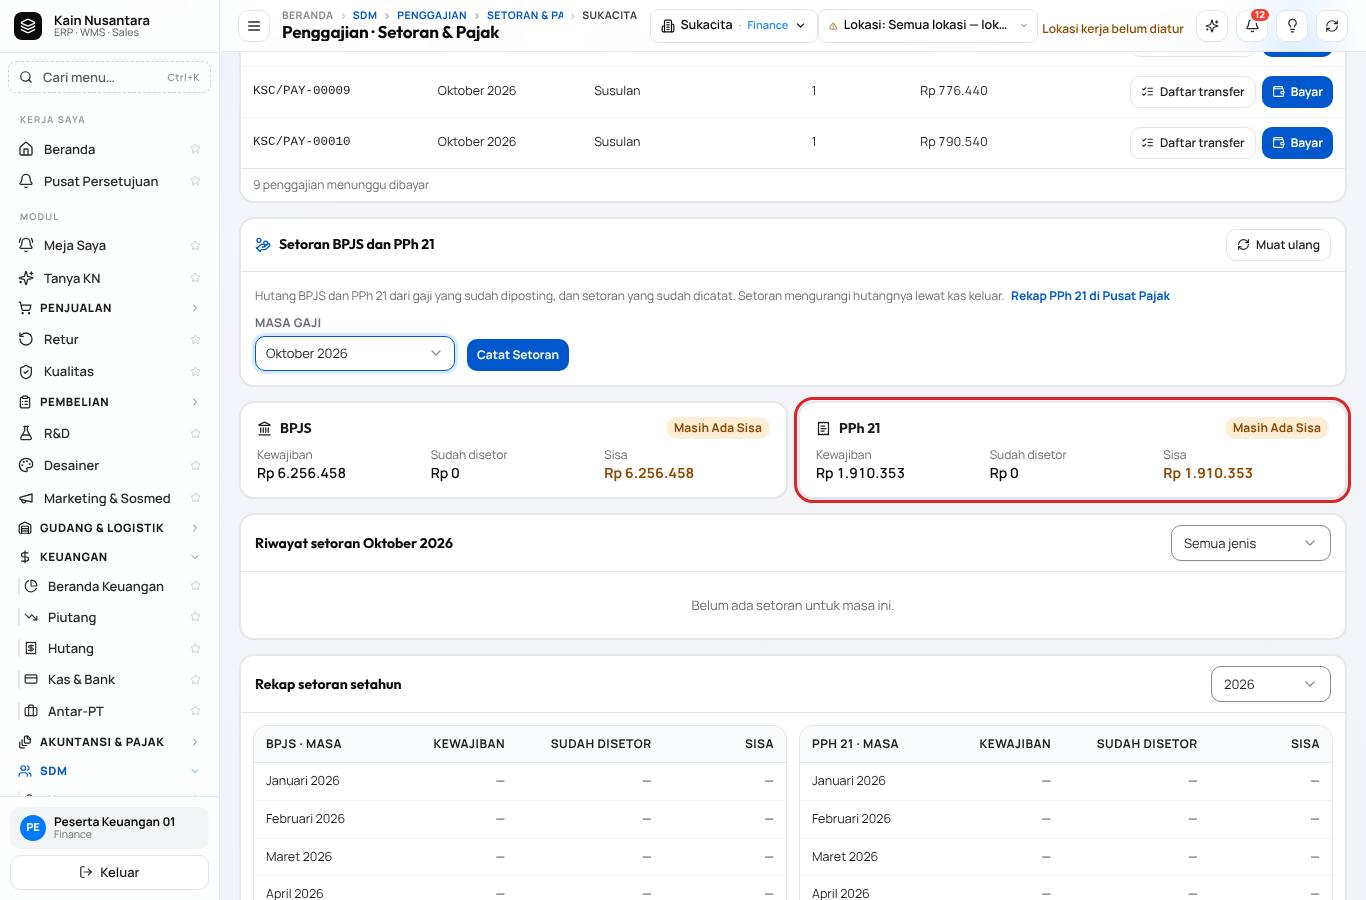 Kain Nusantara
ERP · WMS · Sales
Cari menu... Ctrl+K
KERJA SAYA
Beranda
Pusat Persetujuan
MODUL
Meja Saya
Tanya KN
PENJUALAN
Retur
Kualitas
PEMBELIAN
R&D
Desainer
Marketing & Sosmed
GUDANG & LOGISTIK
KEUANGAN
Beranda Keuangan
Piutang
Hutang
Kas & Bank
Antar-PT
AKUNTANSI & PAJAK
SDM
PE Peserta Keuangan 01
Finance
Keluar
BERANDA › SDM › PENGGAJIAN › SETORAN & PA › SUKACITA
Penggajian · Setoran & Pajak
Sukacita · Finance
Lokasi: Semua lokasi — lok...
Lokasi kerja belum diatur
12
KSC/PAY-00009 Oktober 2026 Susulan 1 Rp 776.440 Daftar transfer Bayar
KSC/PAY-00010 Oktober 2026 Susulan 1 Rp 790.540 Daftar transfer Bayar
9 penggajian menunggu dibayar
Setoran BPJS dan PPh 21 Muat ulang
Hutang BPJS dan PPh 21 dari gaji yang sudah diposting, dan setoran yang sudah dicatat. Setoran mengurangi hutangnya lewat kas keluar. Rekap PPh 21 di Pusat Pajak
MASA GAJI
Oktober 2026 Catat Setoran
BPJS Masih Ada Sisa
Kewajiban Sudah disetor Sisa
Rp 6.256.458 Rp 0 Rp 6.256.458
PPh 21 Masih Ada Sisa
Kewajiban Sudah disetor Sisa
Rp 1.910.353 Rp 0 Rp 1.910.353
Riwayat setoran Oktober 2026 Semua jenis
Belum ada setoran untuk masa ini.
Rekap setoran setahun 2026
BPJS · MASA KEWAJIBAN SUDAH DISETOR SISA
Januari 2026 — — —
Februari 2026 — — —
Maret 2026 — — —
April 2026 — — —
PPH 21 · MASA KEWAJIBAN SUDAH DISETOR SISA
Januari 2026 — — —
Februari 2026 — — —
Maret 2026 — — —
April 2026 — — —